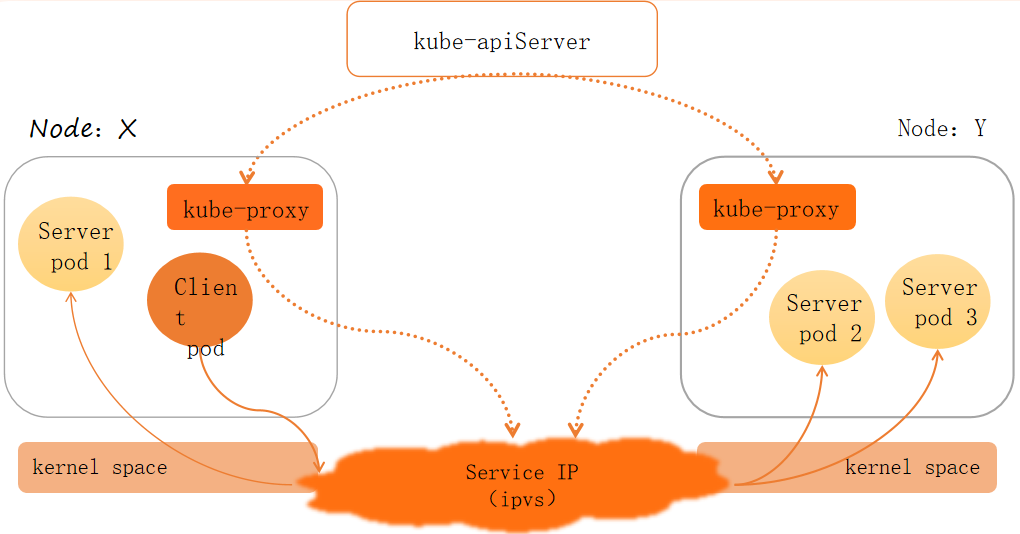 kube-apiServer
Node：X
Node：Y
kube-proxy
kube-proxy
Server
pod 1
Clien
t
pod
Server
pod 2
Server
pod 3
kernel space
Service IP
（ipvs）
kernel space